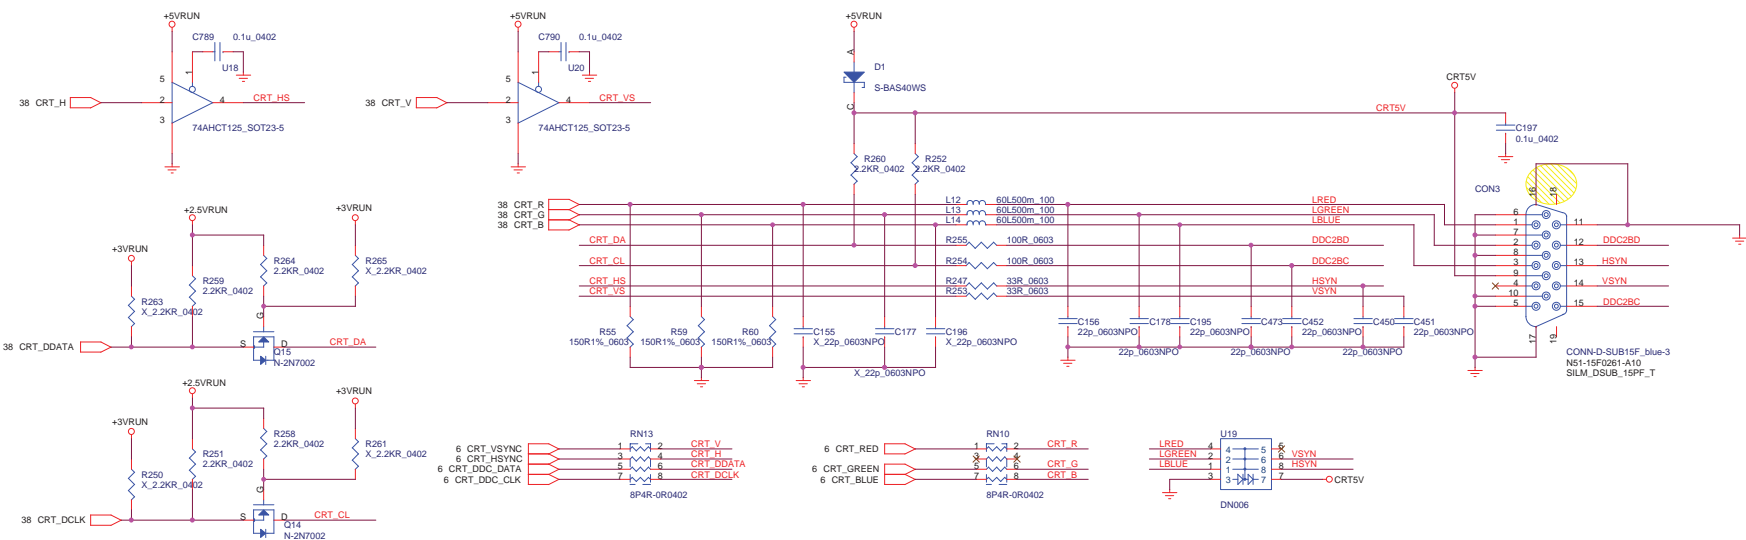 +5VRUN
C789 0.1u_0402
1
U18
5
38 CRT_H
2
4
CRT_HS
3
74AHCT125_SOT23-5
+5VRUN
C790 0.1u_0402
1
U20
5
38 CRT_V
2
4
CRT_VS
3
74AHCT125_SOT23-5
+5VRUN
A
D1
S-BAS40WS
C
CRT5V
CRT5V
C197
0.1u_0402
R260
2.2KR_0402
R252
2.2KR_0402
38 CRT_R
38 CRT_G
38 CRT_B
L12 60L500m_100
L13 60L500m_100
L14 60L500m_100
LRED
LGREEN
LBLUE
CRT_DA
R255 100R_0603
DDC2BD
CRT_CL
R254 100R_0603
DDC2BC
CRT_HS
R247 33R_0603
HSYN
CRT_VS
R253 33R_0603
VSYN
R55
150R1%_0603
R59
150R1%_0603
R60
150R1%_0603
C155
X_22p_0603NPO
C177
X_22p_0603NPO
C196
X_22p_0603NPO
C156
22p_0603NPO
C178
22p_0603NPO
C195
22p_0603NPO
C473
22p_0603NPO
C452
22p_0603NPO
C450
22p_0603NPO
C451
22p_0603NPO
CON3
16
18
6
1
7
2
8
3
9
4
10
5
11
12 DDC2BD
13 HSYN
14 VSYN
15 DDC2BC
17
19
CONN-D-SUB15F_blue-3
N51-15F0261-A10
SILM_DSUB_15PF_T
+2.5VRUN
+3VRUN
+3VRUN
R264
2.2KR_0402
R265
X_2.2KR_0402
R259
2.2KR_0402
R263
X_2.2KR_0402
G
38 CRT_DDATA
S
D
CRT_DA
Q15
N-2N7002
+2.5VRUN
+3VRUN
+3VRUN
R258
2.2KR_0402
R261
X_2.2KR_0402
R251
2.2KR_0402
R250
X_2.2KR_0402
G
38 CRT_DCLK
S
D
CRT_CL
Q14
N-2N7002
RN13
6 CRT_VSYNC 1 2 CRT_V
6 CRT_HSYNC 3 4 CRT_H
6 CRT_DDC_DATA 5 6 CRT_DDATA
6 CRT_DDC_CLK 7 8 CRT_DCLK
8P4R-0R0402
RN10
6 CRT_RED 1 2 CRT_R
3 4
6 CRT_GREEN 5 6 CRT_G
6 CRT_BLUE 7 8 CRT_B
8P4R-0R0402
U19
LRED 4 4 5 5
LGREEN 2 2 6 6 VSYN
LBLUE 1 1 8 8 HSYN
3 3 7 7 CRT5V
DN006